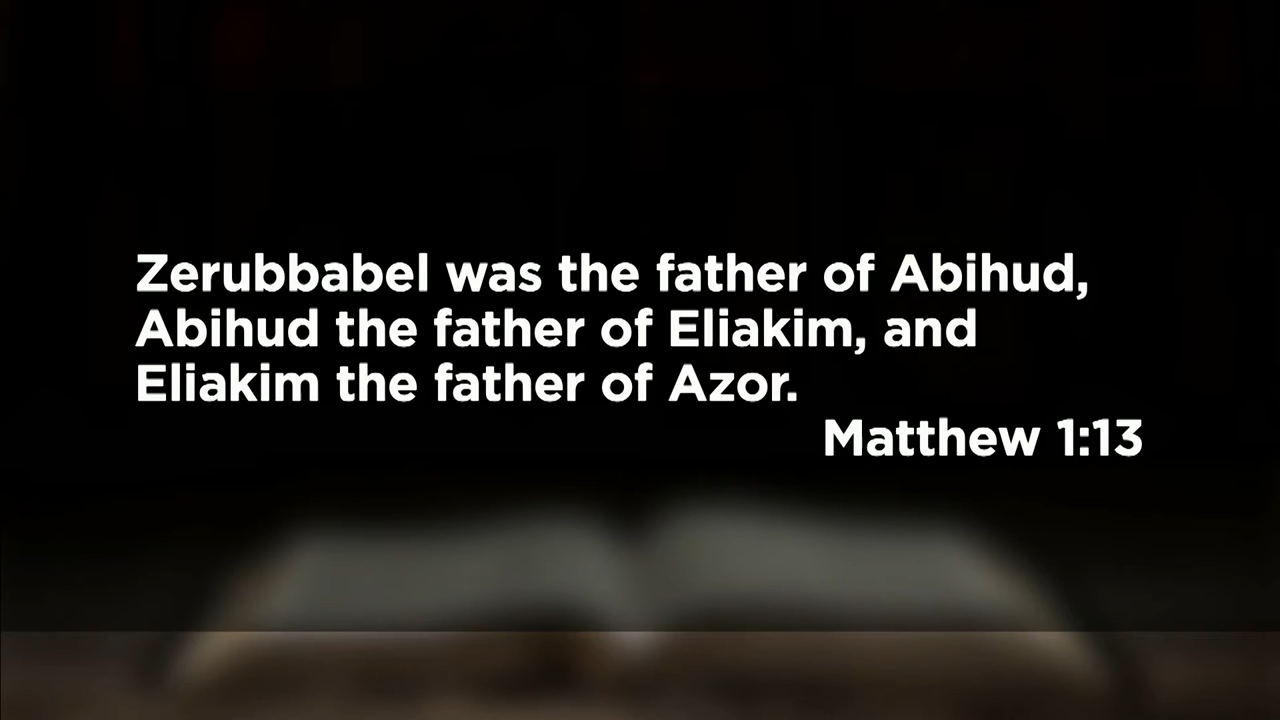 Zerubbabel was the father of Abihud,
Abihud the father of Eliakim, and
Eliakim the father of Azor.
Matthew 1:13